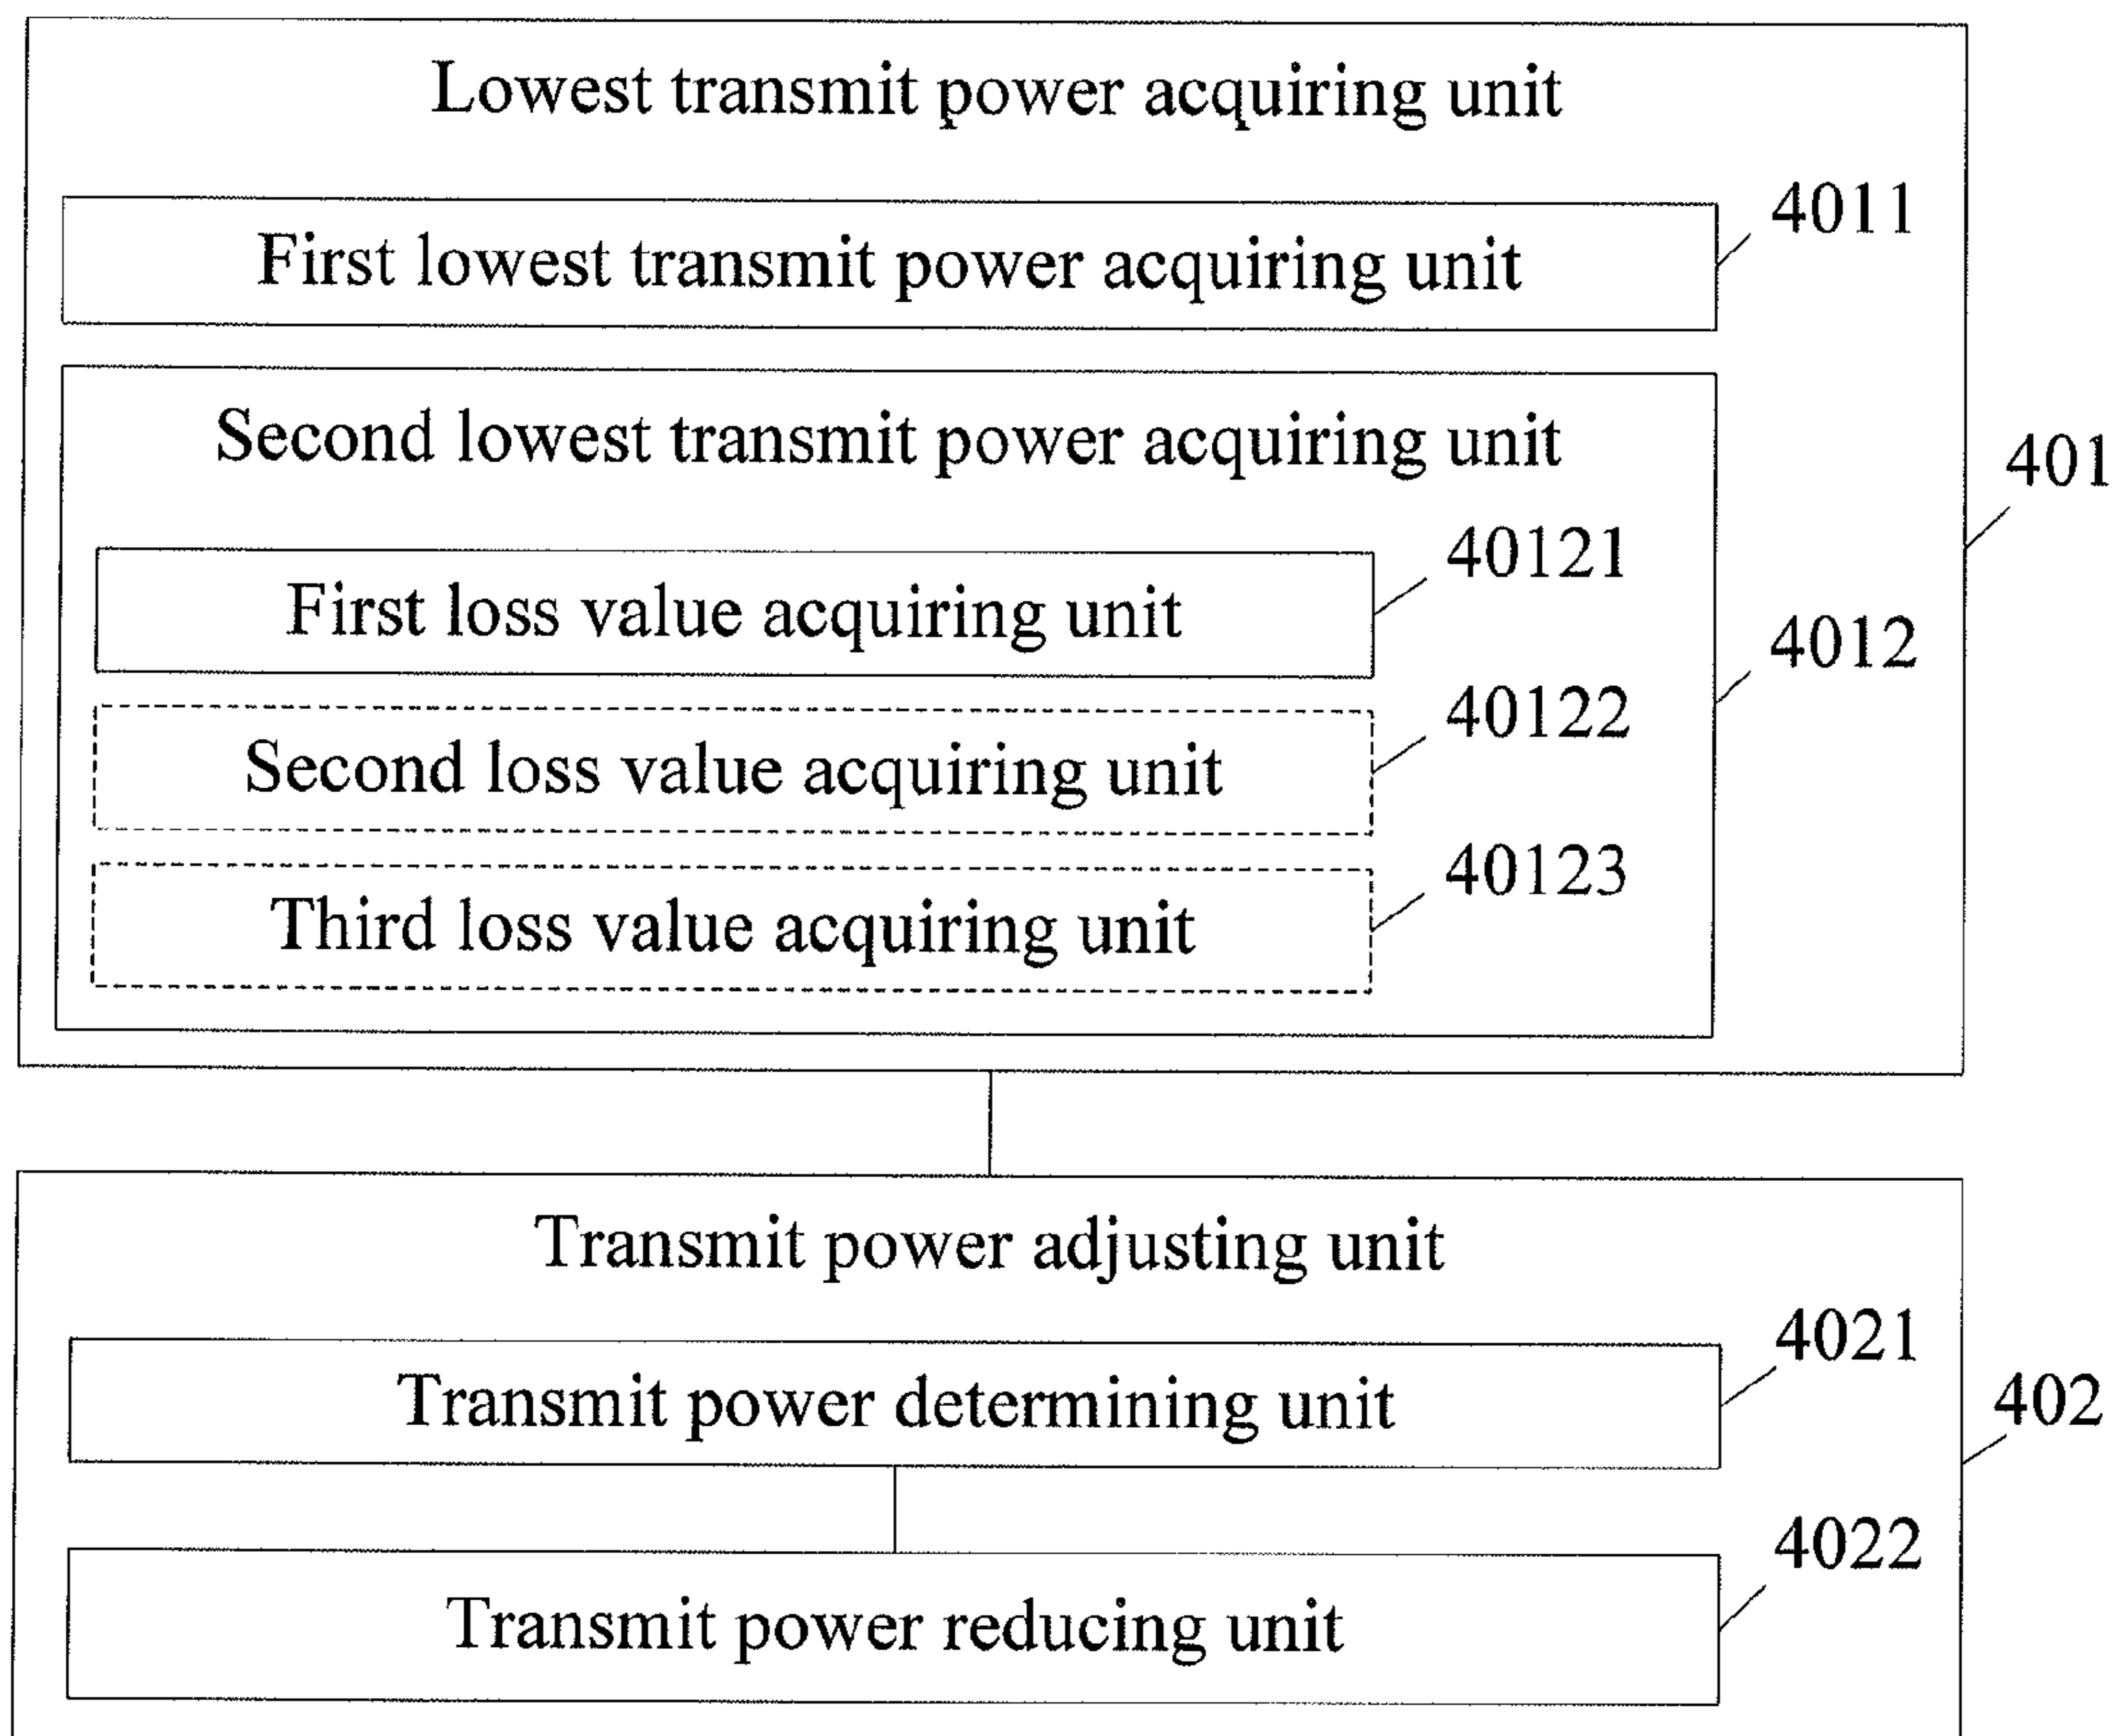 Lowest transmit power acquiring unit
4011
First lowest transmit power acquiring unit
Second lowest transmit power acquiring unit
401
40121
First loss value acquiring unit
4012
40122
Second loss value acquiring unit
40123
Third loss value acquiring unit
Transmit power adjusting unit
4021
Transmit power determining unit
402
4022
Transmit power reducing unit